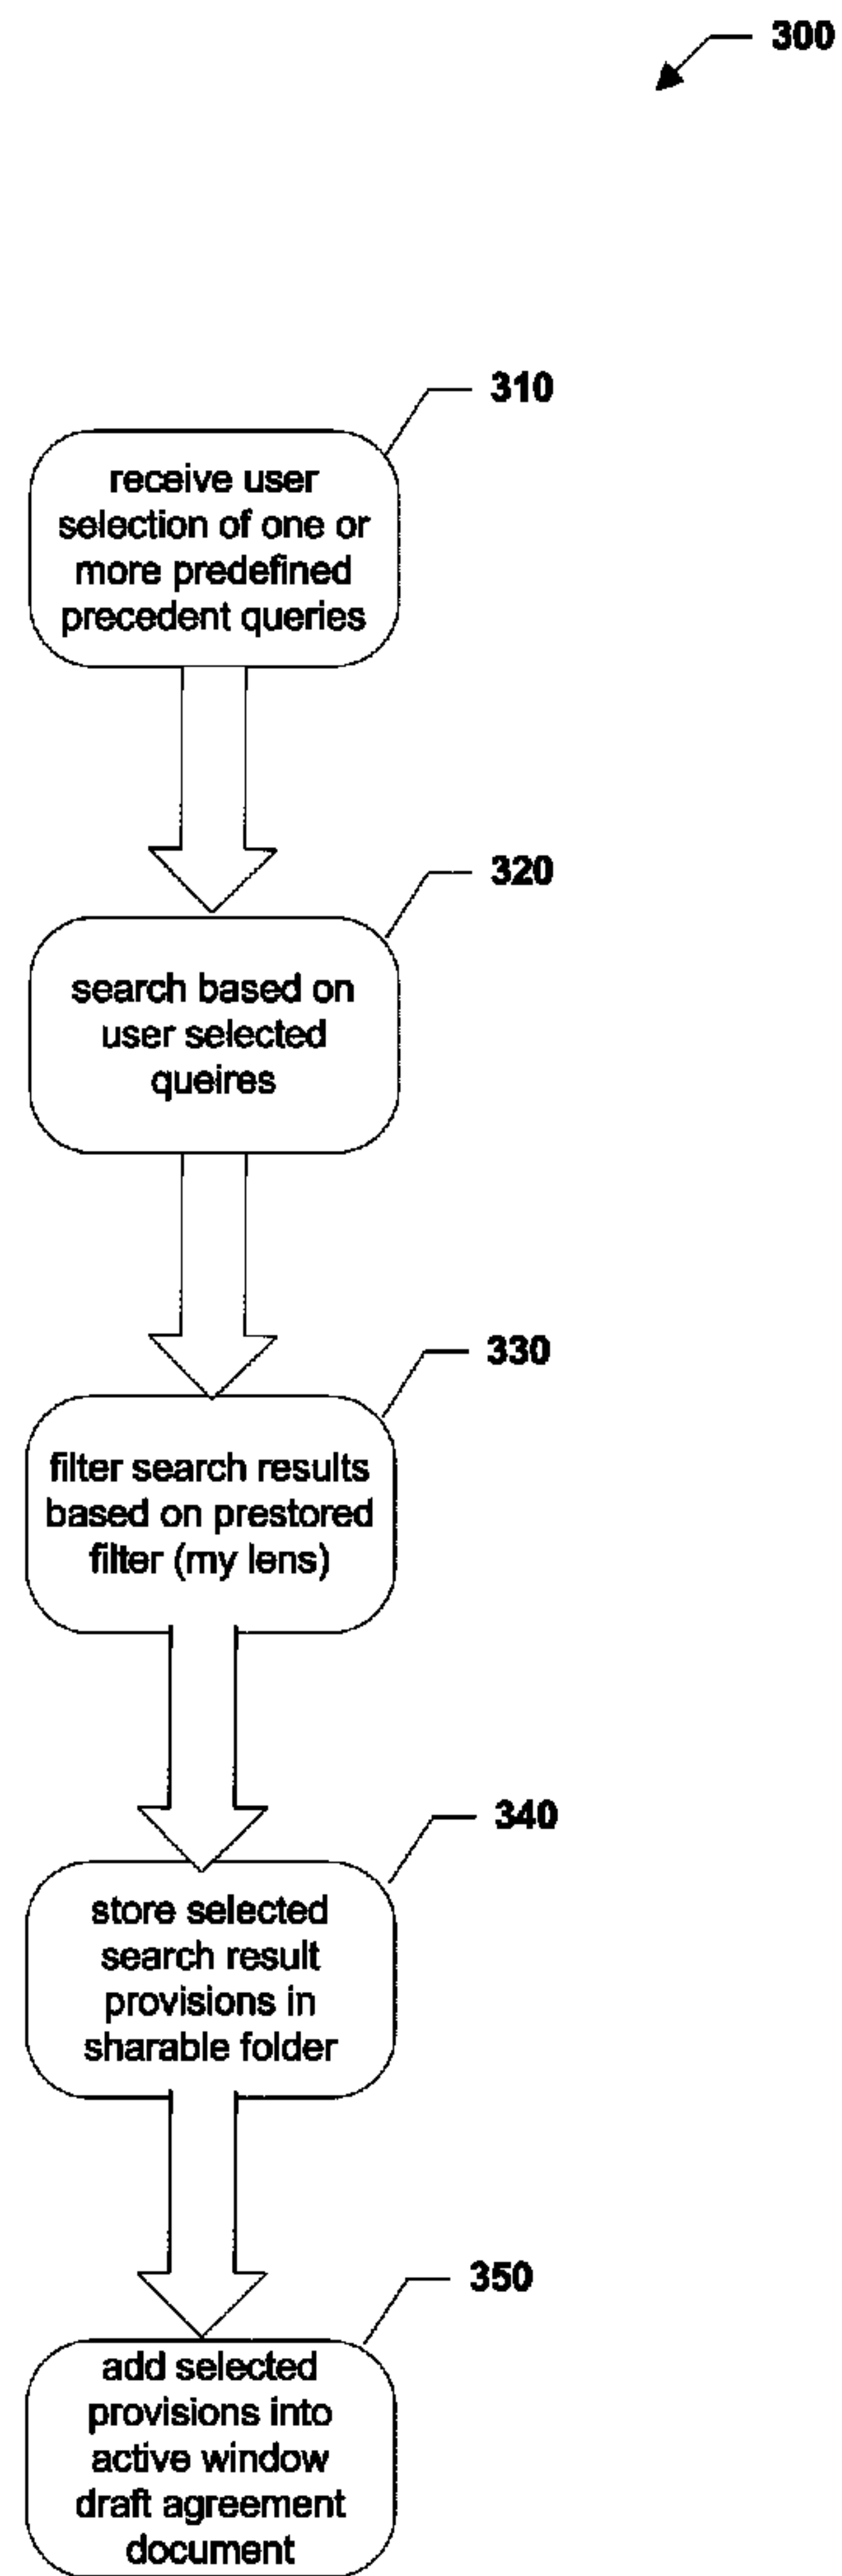 300
310
receive user
selection of one or
more predefined
precedent queries
320
search based on
user selected
queires
330
filter search results
based on prestored
filter (my lens)
340
store selected
search result
provisions in
sharable folder
350
add selected
provisions into
active window
draft agreement
document